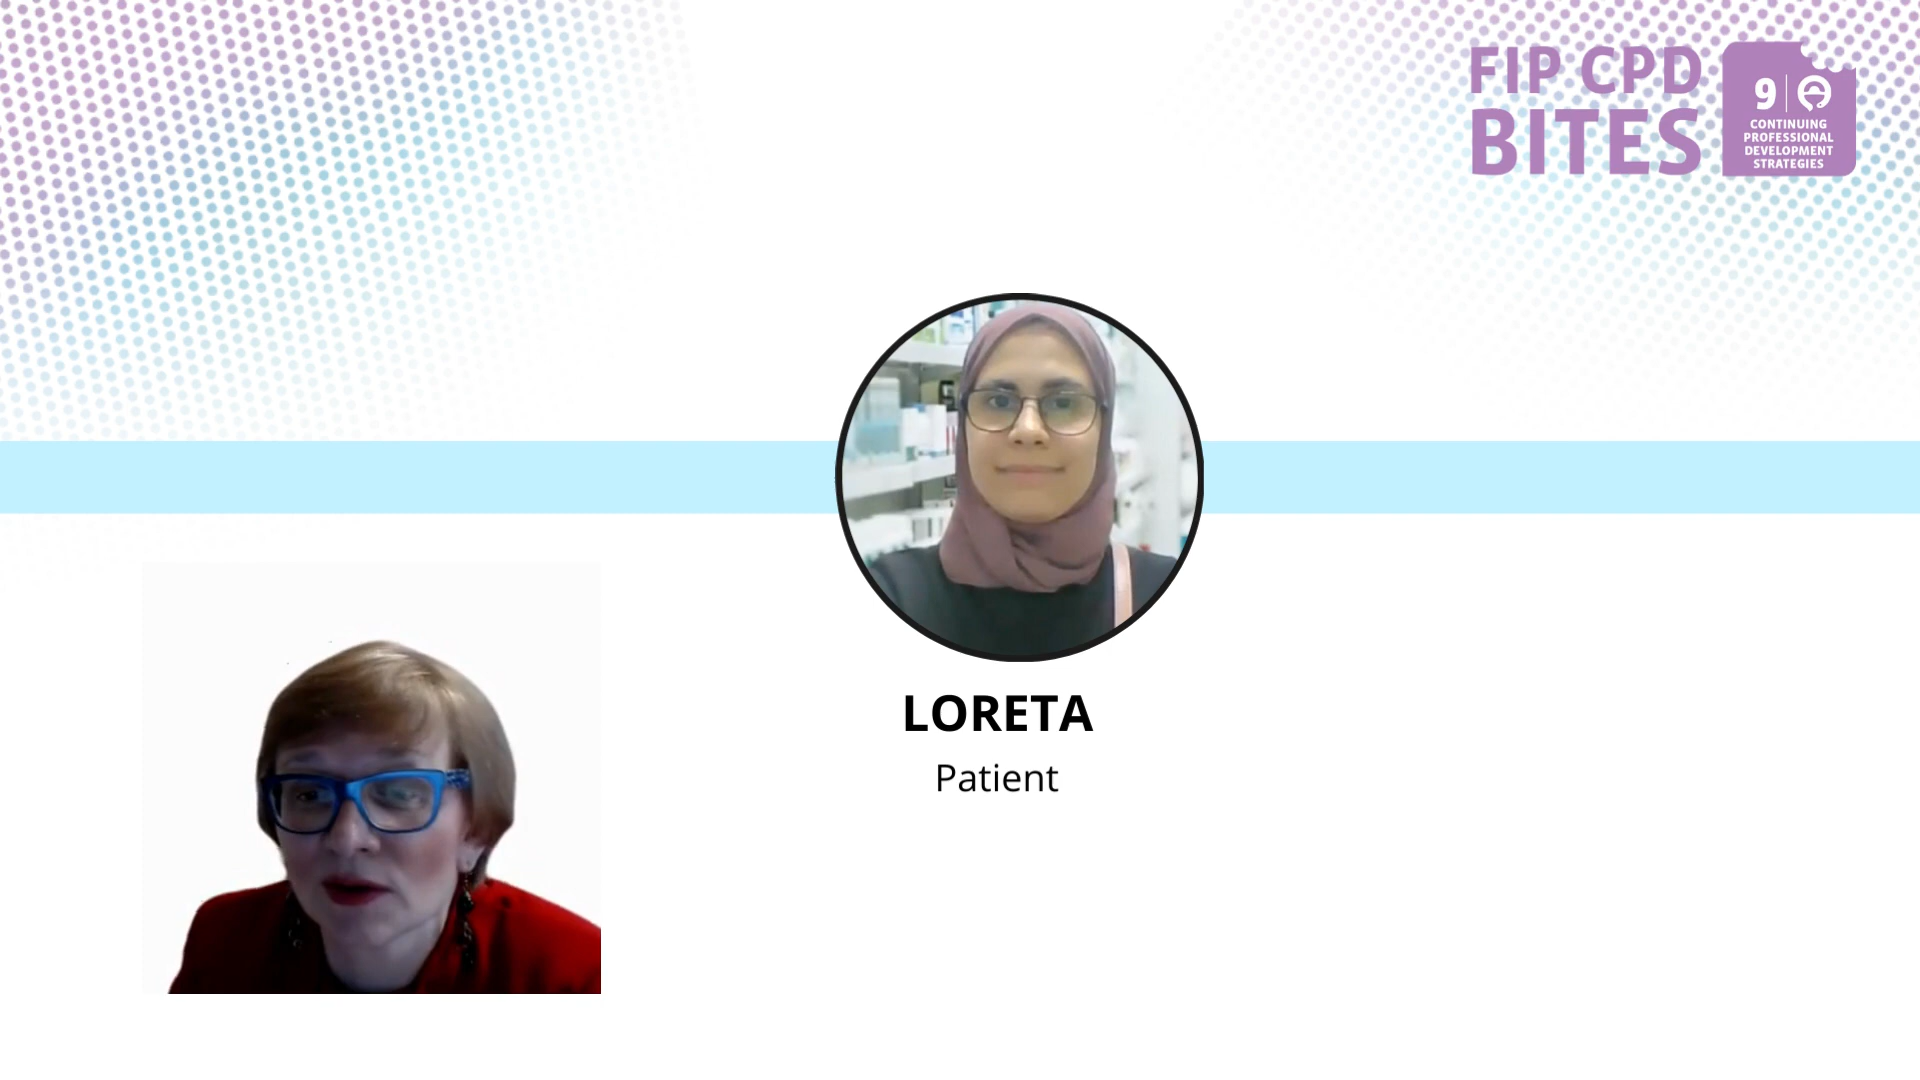 FIP CPD
BITES
9
CONTINUING
PROFESSIONAL
DEVELOPMENT
STRATEGIES
LORETA
Patient